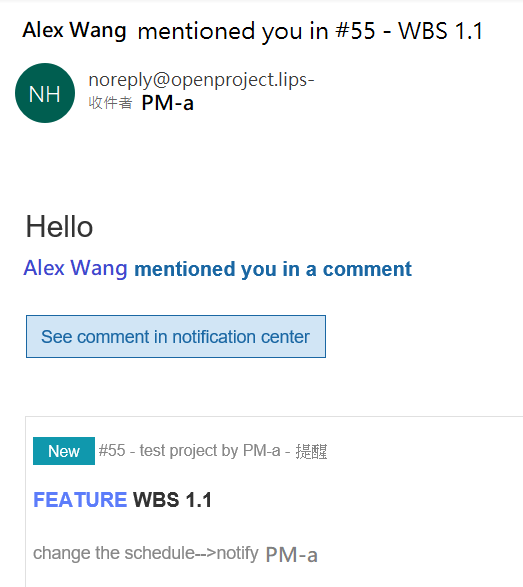 Alex Wang mentioned you in #55 - WBS 1.1
NH
noreply@openproject.lips-
收件者 PM-a
Hello
Alex Wang mentioned you in a comment
See comment in notification center
New #55 - test project by PM-a - 提醒
FEATURE WBS 1.1
change the schedule-->notify PM-a